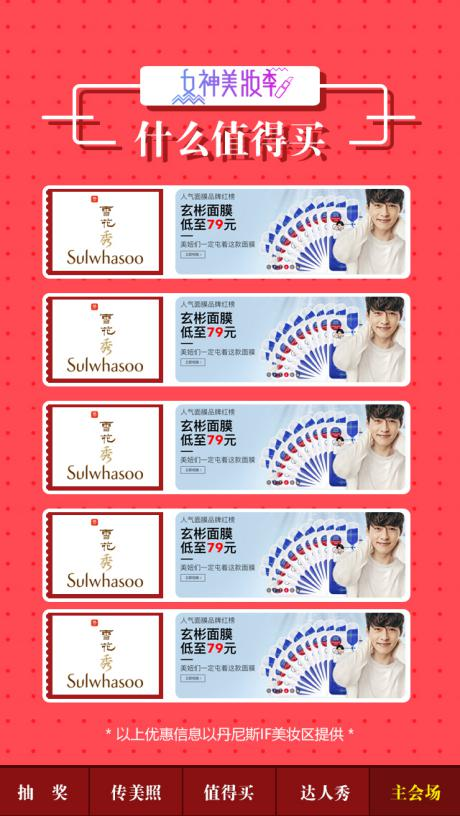 女神美妆季
什么值得买
雪花秀
Sulwhasoo
人气面膜品牌红榜
玄彬面膜
低至79元
美妞们一定屯着这款面膜
雪花秀
Sulwhasoo
人气面膜品牌红榜
玄彬面膜
低至79元
美妞们一定屯着这款面膜
雪花秀
Sulwhasoo
人气面膜品牌红榜
玄彬面膜
低至79元
美妞们一定屯着这款面膜
雪花秀
Sulwhasoo
人气面膜品牌红榜
玄彬面膜
低至79元
美妞们一定屯着这款面膜
雪花秀
Sulwhasoo
人气面膜品牌红榜
玄彬面膜
低至79元
美妞们一定屯着这款面膜
* 以上优惠信息以丹尼斯IF美妆区提供 *
抽 奖 传美照 值得买 达人秀 主会场